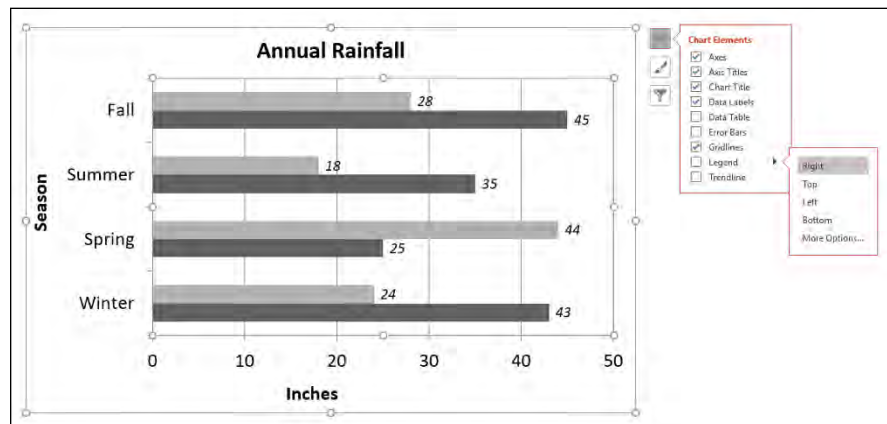 Annual Rainfall
Fall
28
45
Summer
18
35
Spring
44
25
Winter
24
43
0 10 20 30 40 50
Inches
Season
Chart Elements
Axes
Axis Titles
Chart Title
Data Labels
Data Table
Error Bars
Gridlines
Legend
Trendline
Right
Top
Left
Bottom
More Options...